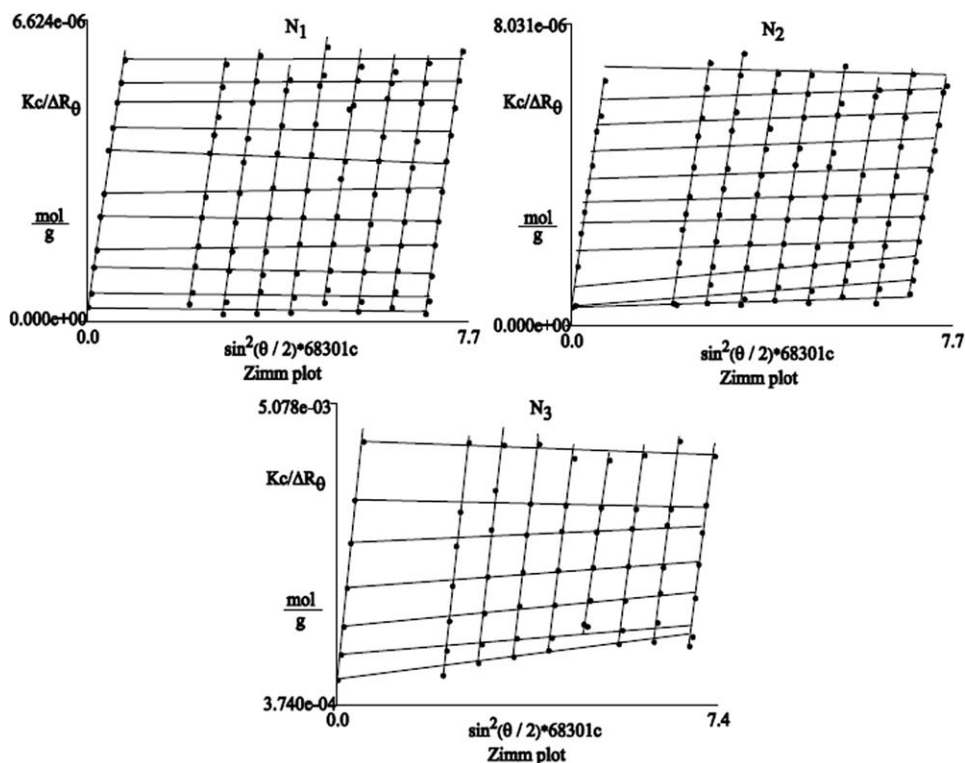 6.624e-06
N₁
Kc/ΔRθ
mol
g
0.000e+00
0.0
7.7
sin²(θ / 2)*68301c
Zimm plot
8.031e-06
N₂
Kc/ΔRθ
mol
g
0.000e+00
0.0
7.7
sin²(θ / 2)*68301c
Zimm plot
5.078e-03
N₃
Kc/ΔRθ
mol
g
3.740e-04
0.0
7.4
sin²(θ / 2)*68301c
Zimm plot